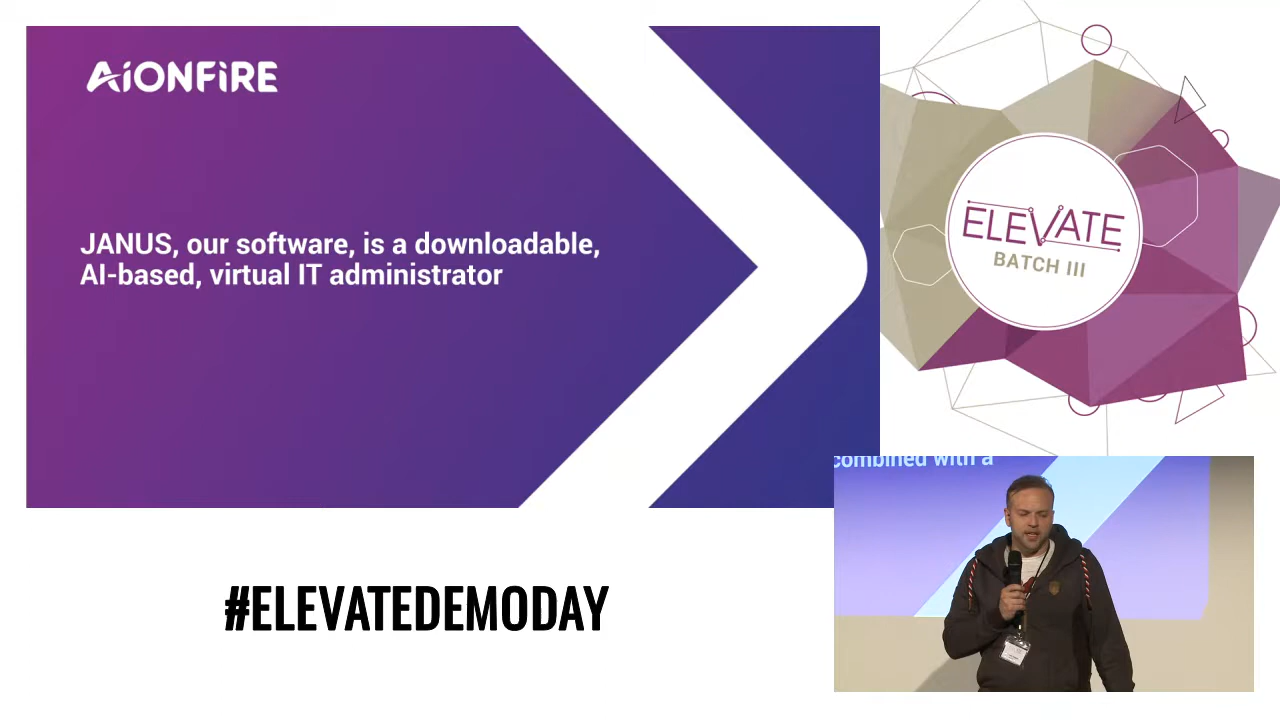 AiONFiRE
JANUS, our software, is a downloadable,
AI-based, virtual IT administrator
ELEVATE
BATCH III
combined with a
#ELEVATEDEMODAY